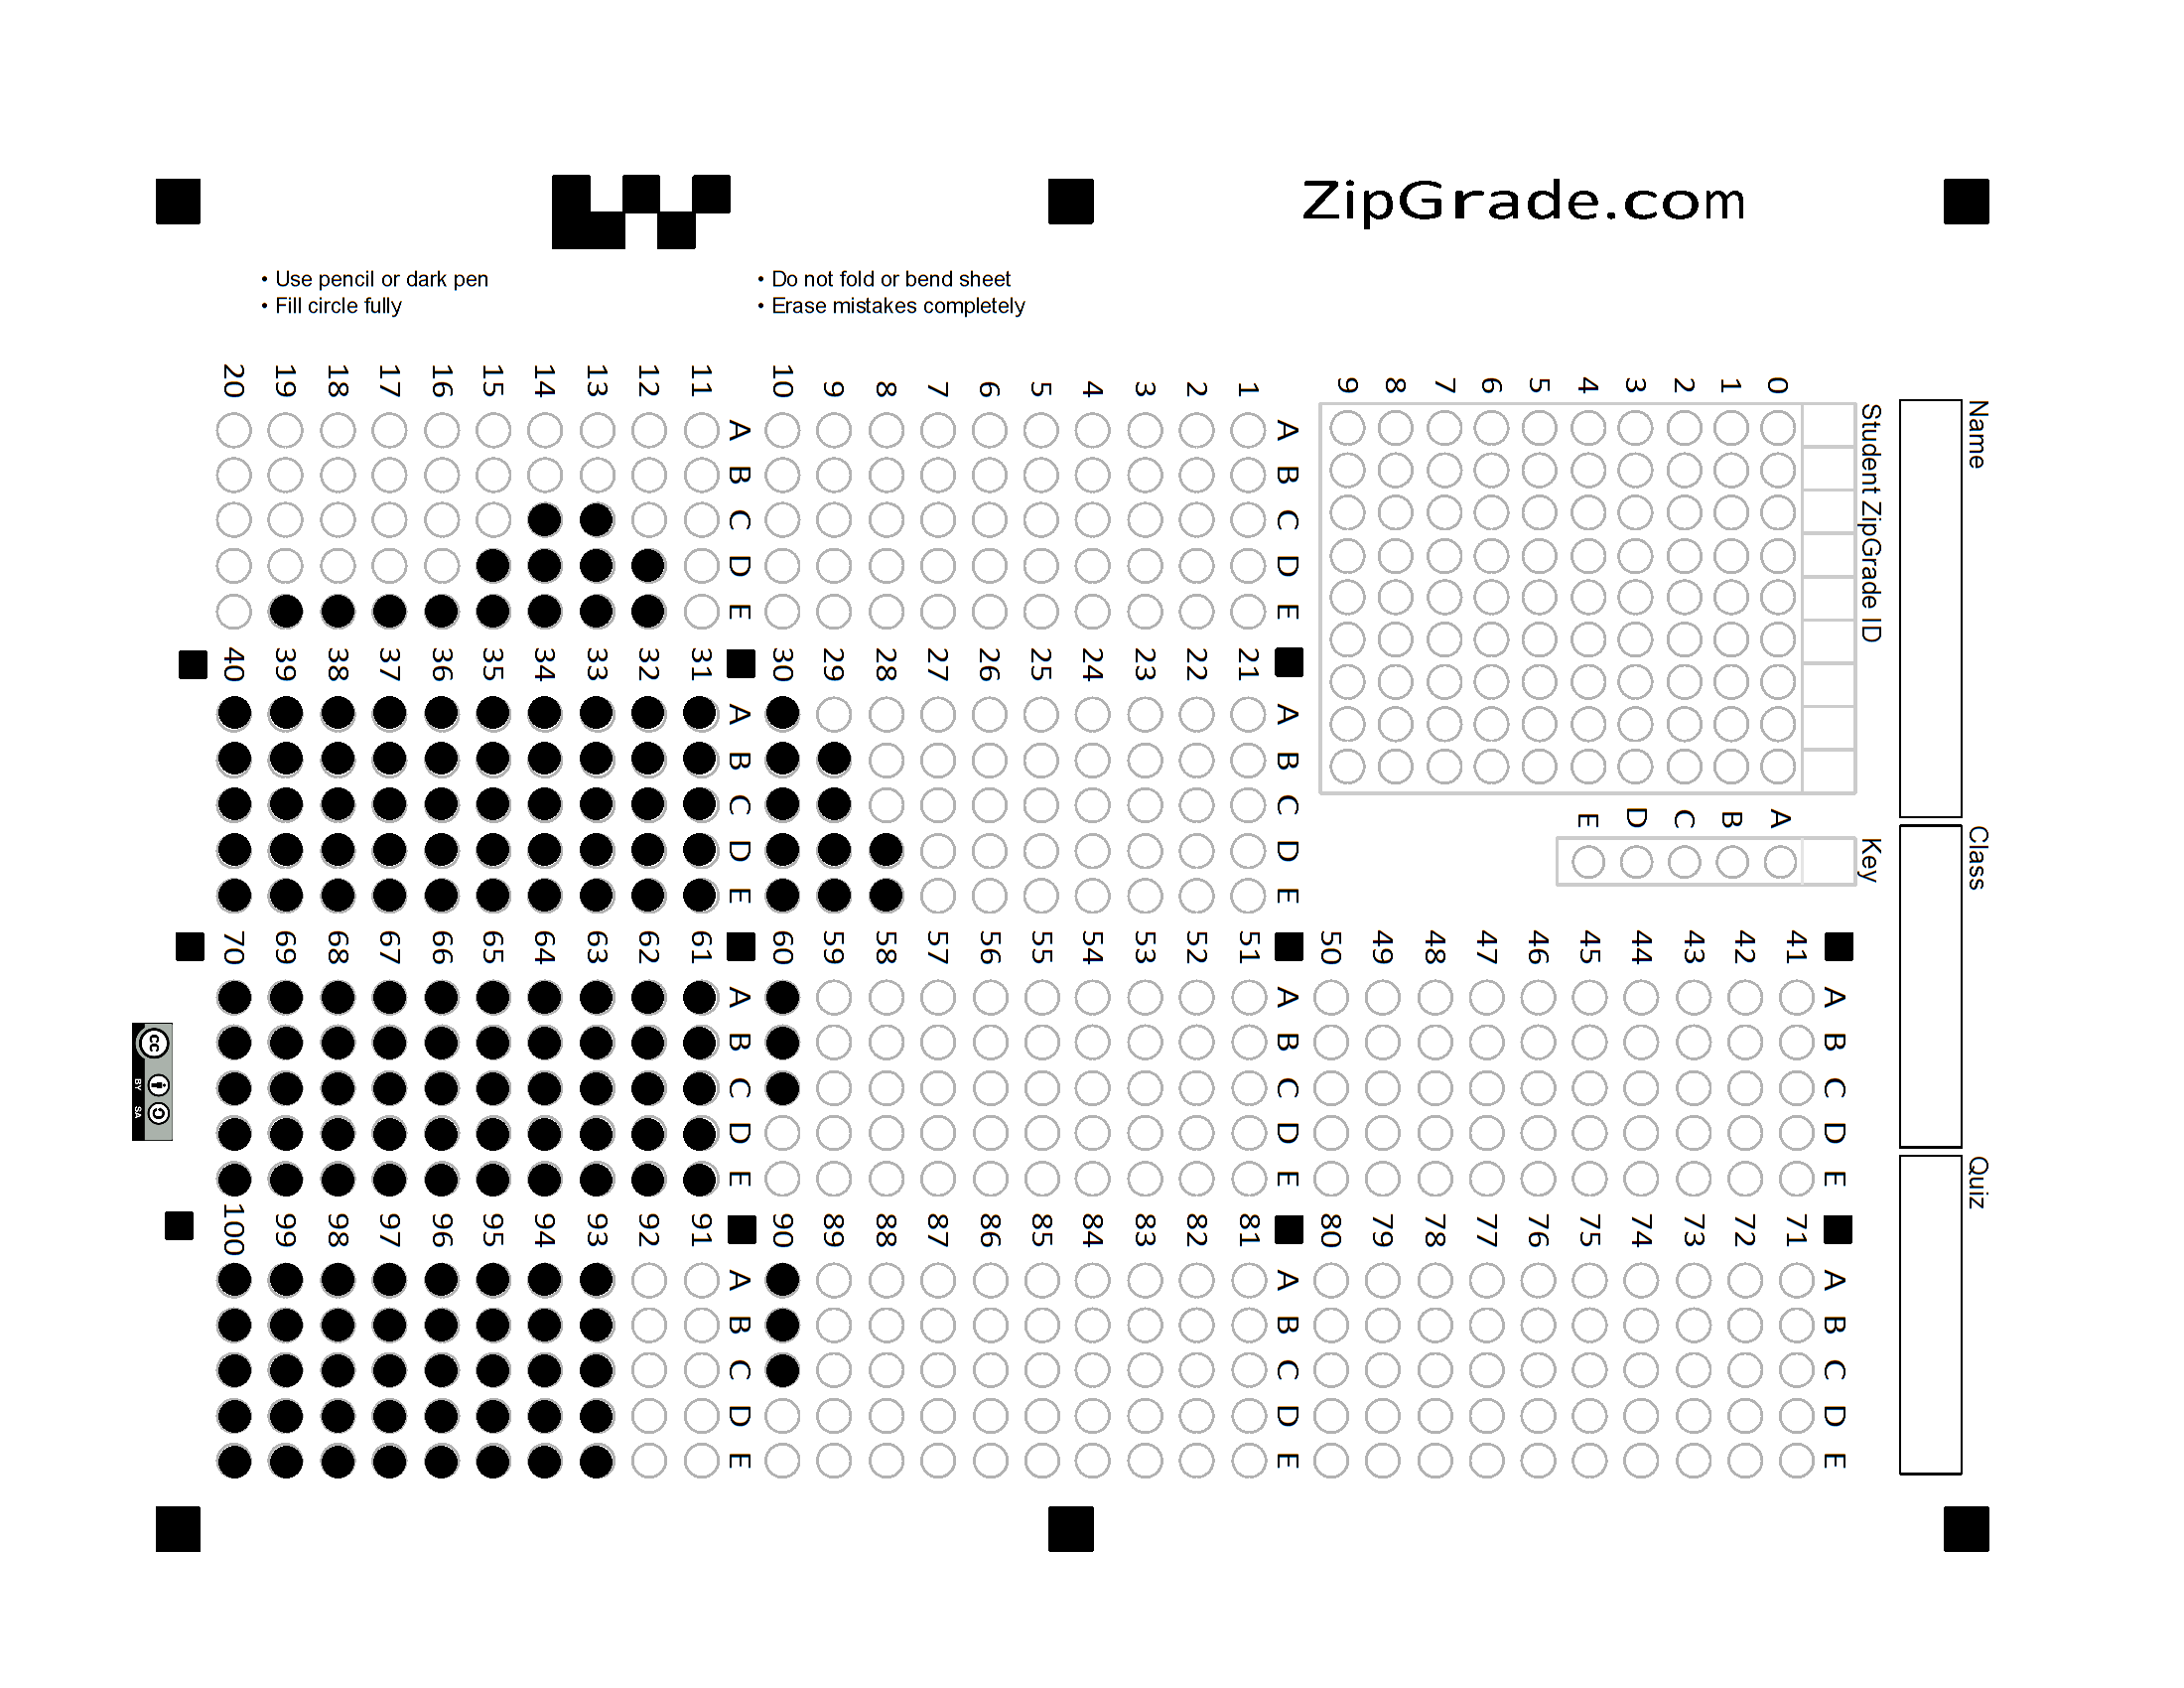 ZipGrade.com
• Use pencil or dark pen
• Fill circle fully
• Do not fold or bend sheet
• Erase mistakes completely
Name
Class
Quiz
Student ZipGrade ID
0 1 2 3 4 5 6 7 8 9
Key
A B C D E
1 2 3 4 5 6 7 8 9 10
A B C D E
11 12 13 14 15 16 17 18 19 20
A B C D E
21 22 23 24 25 26 27 28 29 30
A B C D E
31 32 33 34 35 36 37 38 39 40
A B C D E
41 42 43 44 45 46 47 48 49 50
A B C D E
51 52 53 54 55 56 57 58 59 60
A B C D E
61 62 63 64 65 66 67 68 69 70
A B C D E
71 72 73 74 75 76 77 78 79 80
A B C D E
81 82 83 84 85 86 87 88 89 90
A B C D E
91 92 93 94 95 96 97 98 99 100
A B C D E
cc
BY SA